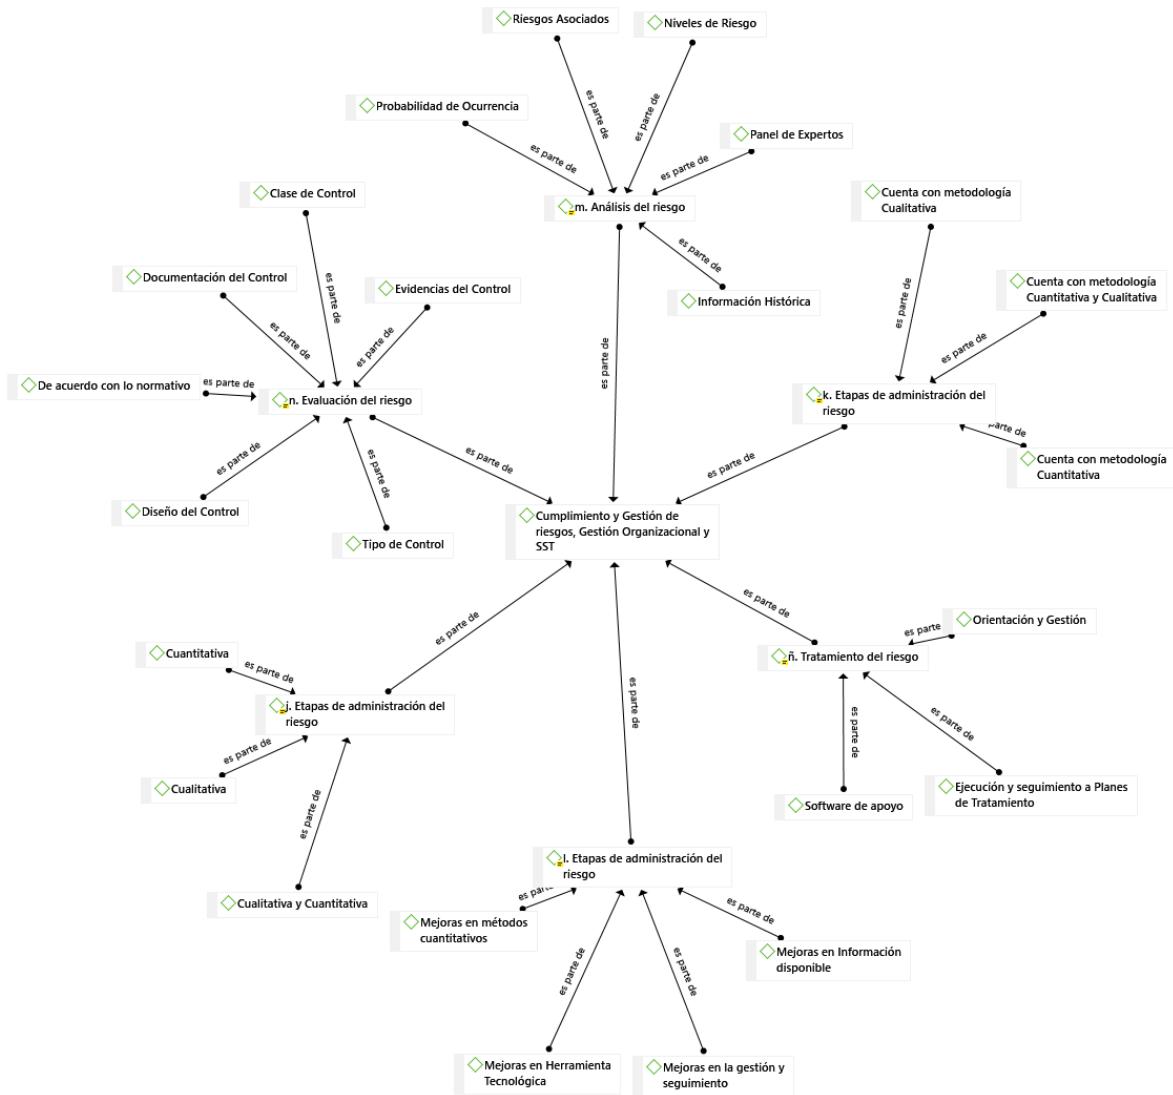 Riesgos Asociados
Niveles de Riesgo
es parte de
es parte de
Probabilidad de Ocurrencia
es parte de
Panel de Expertos
es parte de
m. Análisis del riesgo
Clase de Control
es parte de
Cuenta con metodología
Cualitativa
es parte de
es parte de
Información Histórica
Documentación del Control
es parte de
Evidencias del Control
es parte de
Cuenta con metodología
Cuantitativa y Cualitativa
es parte de
es parte de
De acuerdo con lo normativo
es parte de
n. Evaluación del riesgo
k. Etapas de administración del
riesgo
parte de
Cuenta con metodología
Cuantitativa
es parte de
es parte de
es parte de
es parte de
Diseño del Control
Tipo de Control
Cumplimiento y Gestión de
riesgos, Gestión Organizacional y
SST
es parte de
es parte de
Orientación y Gestión
es parte
ñ. Tratamiento del riesgo
Cuantitativa
es parte de
j. Etapas de administración del
riesgo
es parte de
es parte de
es parte de
es parte de
Cualitativa
es parte de
Software de apoyo
Ejecución y seguimiento a Planes
de Tratamiento
Cualitativa y Cuantitativa
l. Etapas de administración del
riesgo
es parte
es parte de
Mejoras en métodos
cuantitativos
Mejoras en Información
disponible
es parte de
es parte de
Mejoras en Herramienta
Tecnológica
Mejoras en la gestión y
seguimiento